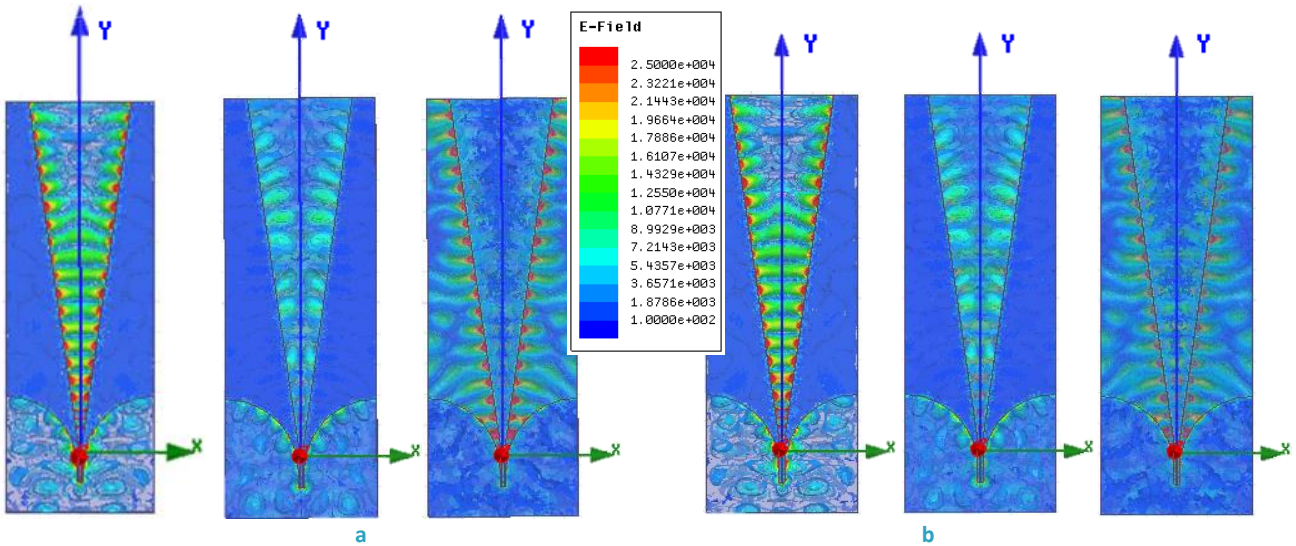 Y
Y
Y
E-Field
2.5000e+004
2.3221e+004
2.1443e+004
1.9664e+004
1.7886e+004
1.6107e+004
1.4329e+004
1.2550e+004
1.0771e+004
8.9929e+003
7.2143e+003
5.4357e+003
3.6571e+003
1.8786e+003
1.0000e+002
Y
Y
Y
X
X
X
X
X
X
a
b